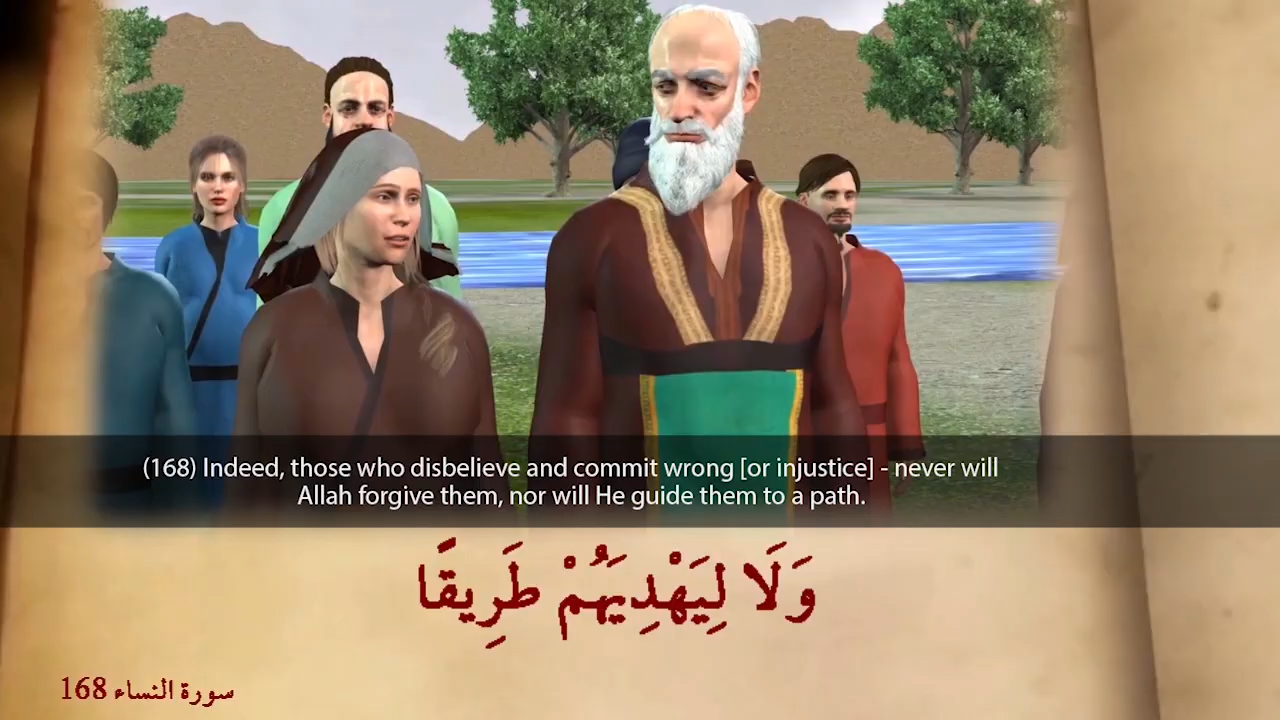 (168) Indeed, those who disbelieve and commit wrong [or injustice] - never will
Allah forgive them, nor will He guide them to a path.
وَلَا لِيَهْدِيَهُمْ طَرِيقًا
سورة النساء 168